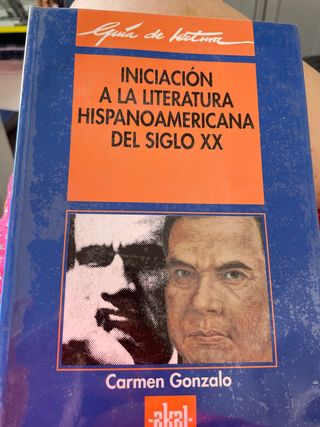 Guía de lectura
INICIACIÓN
A LA LITERATURA
HISPANOAMERICANA
DEL SIGLO XX
Carmen Gonzalo
akal